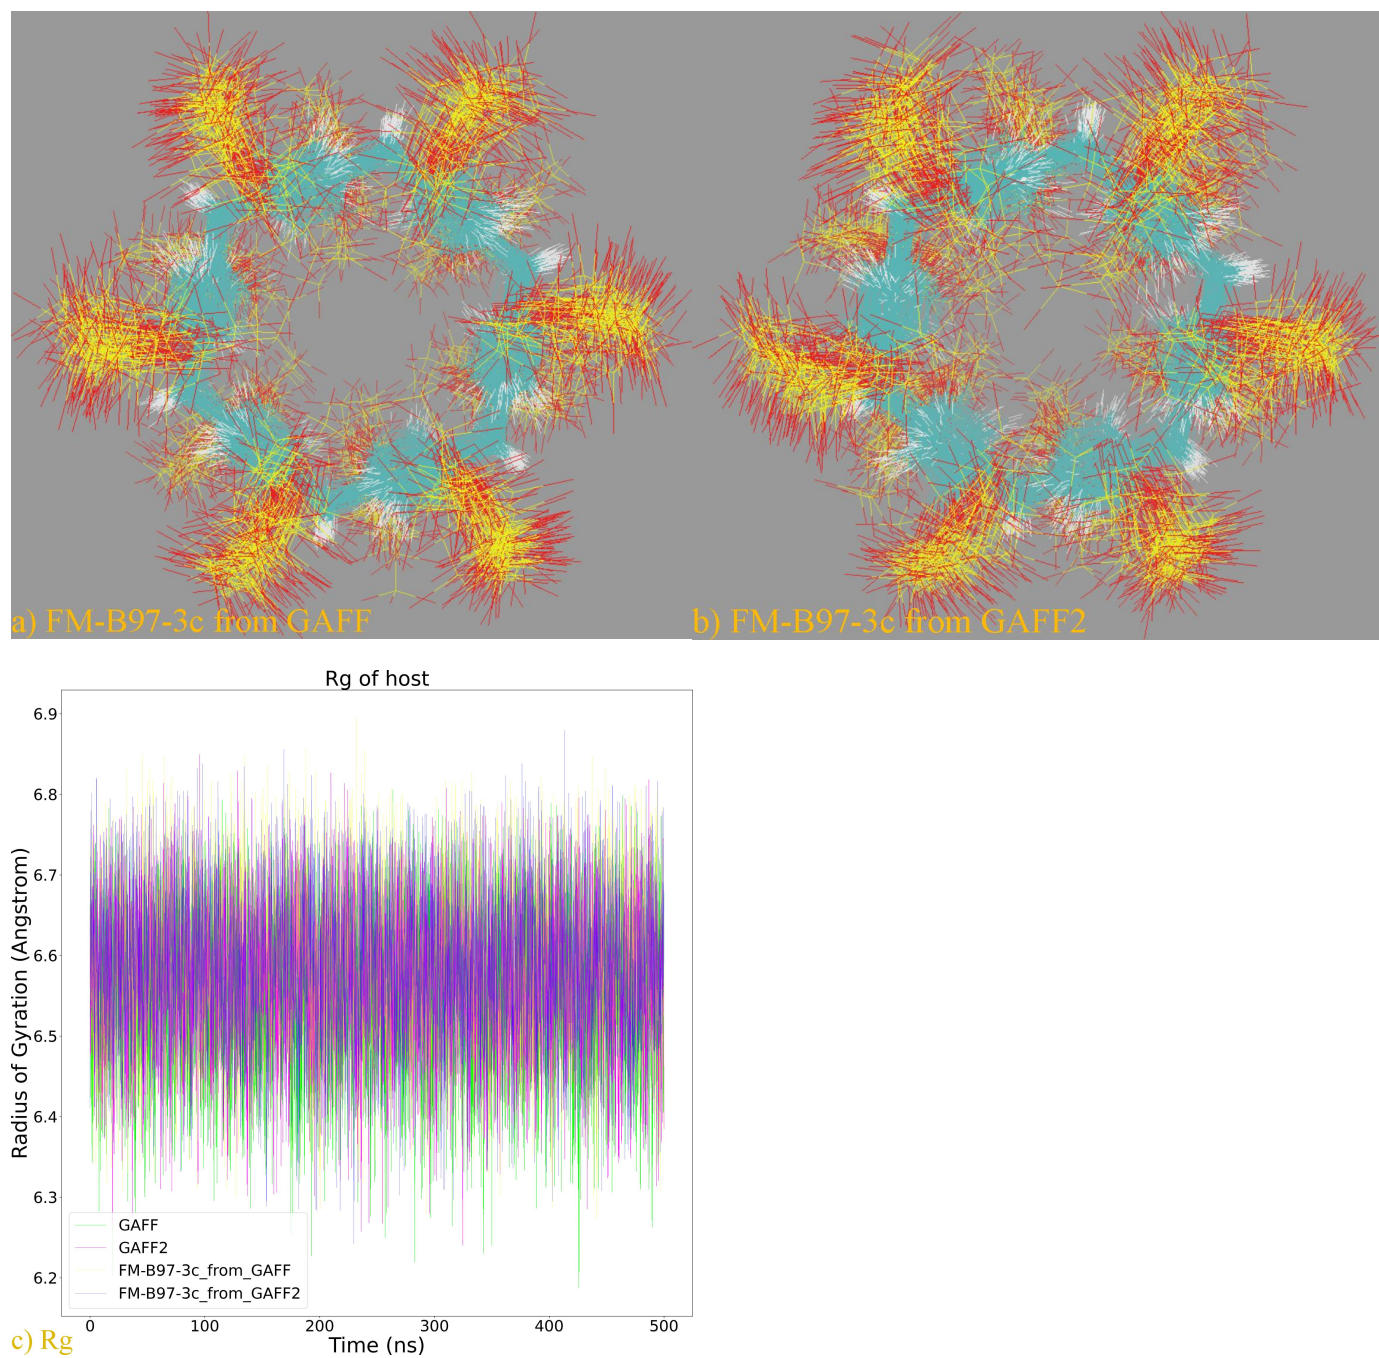 a) FM-B97-3c from GAFF
b) FM-B97-3c from GAFF2
Rg of host
Radius of Gyration (Angstrom)
6.9
6.8
6.7
6.6
6.5
6.4
6.3
6.2
GAFF
GAFF2
FM-B97-3c_from_GAFF
FM-B97-3c_from_GAFF2
0
100
200
300
400
500
Time (ns)
c) Rg